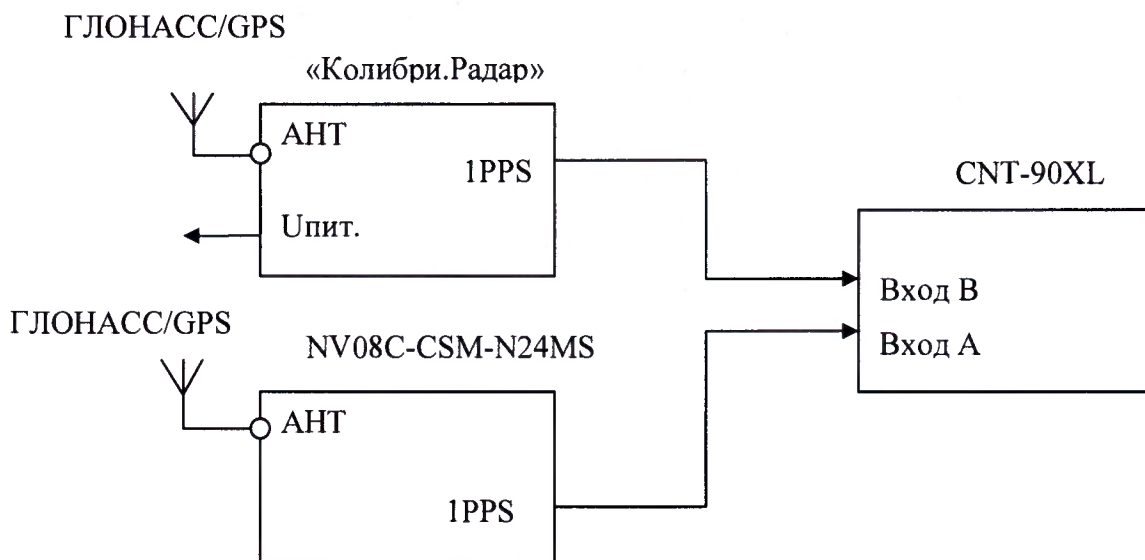 ГЛОНАСС/GPS
«Колибри.Радар»
АНТ
1PPS
Uпит.
CNT-90XL
Вход В
Вход А
ГЛОНАСС/GPS
NV08C-CSM-N24MS
АНТ
1PPS